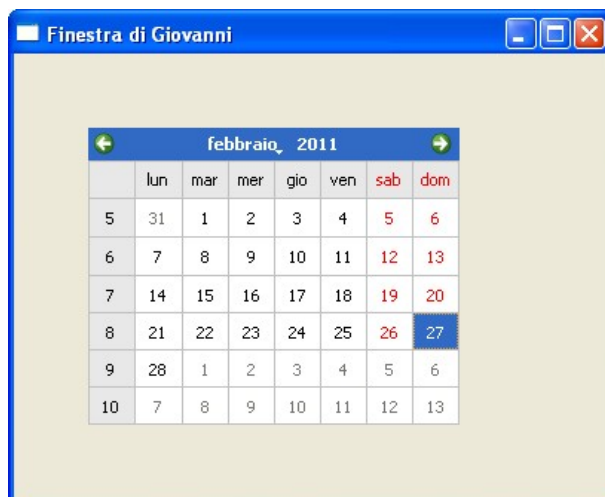 Finestra di Giovanni
febbraio, 2011
lun mar mer gio ven sab dom
5 31 1 2 3 4 5 6
6 7 8 9 10 11 12 13
7 14 15 16 17 18 19 20
8 21 22 23 24 25 26 27
9 28 1 2 3 4 5 6
10 7 8 9 10 11 12 13